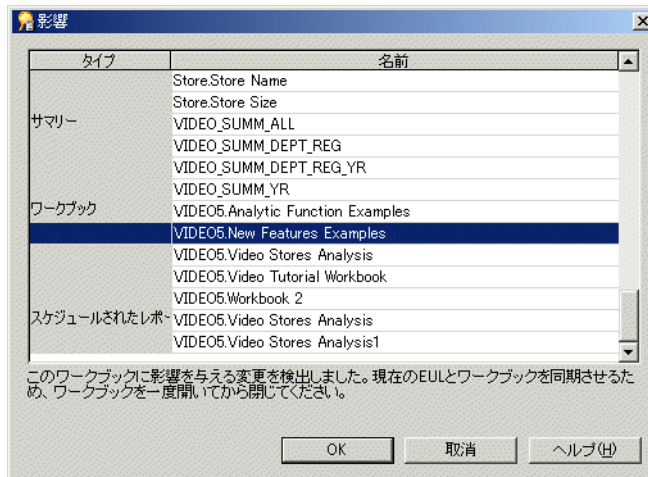 影響
タイプ 名前
Store.Store Name
Store.Store Size
サマリー VIDEO_SUMM_ALL
VIDEO_SUMM_DEPT_REG
VIDEO_SUMM_DEPT_REG_YR
VIDEO_SUMM_YR
ワークブック VIDEO5.Analytic Function Examples
VIDEO5.New Features Examples
VIDEO5.Video Stores Analysis
VIDEO5.Video Tutorial Workbook
VIDEO5.Workbook 2
スケジュールされたレポー VIDEO5.Video Stores Analysis
VIDEO5.Video Stores Analysis1
このワークブックに影響を与える変更を検出しました。現在のEULとワークブックを同期させるた
め、ワークブックを一度開いてから閉じてください。
OK 取消 ヘルプ(H)